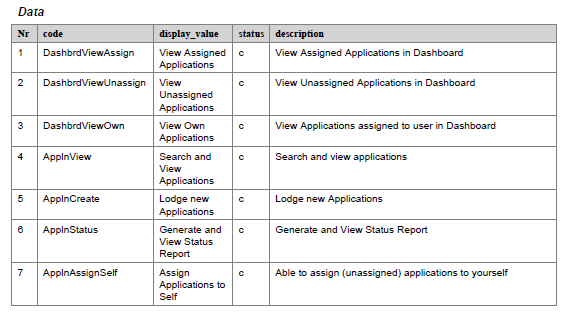 Data
Nr code display_value status description
1 DashbrdViewAssign View Assigned c View Assigned Applications in Dashboard
Applications
2 DashbrdViewUnassign View c View Unassigned Applications in Dashboard
Unassigned
Applications
3 DashbrdViewOwn View Own c View Applications assigned to user in Dashboard
Applications
4 ApplnView Search and c Search and view applications
View
Applications
5 ApplnCreate Lodge new c Lodge new Applications
Applications
6 ApplnStatus Generate and c Generate and View Status Report
View Status
Report
7 ApplnAssignSelf Assign c Able to assign (unassigned) applications to yourself
Applications to
Self